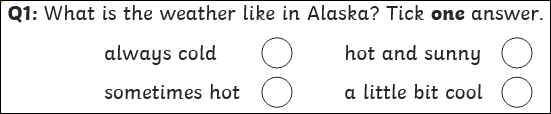 Q1: What is the weather like in Alaska? Tick one answer.
always cold hot and sunny
sometimes hot a little bit cool